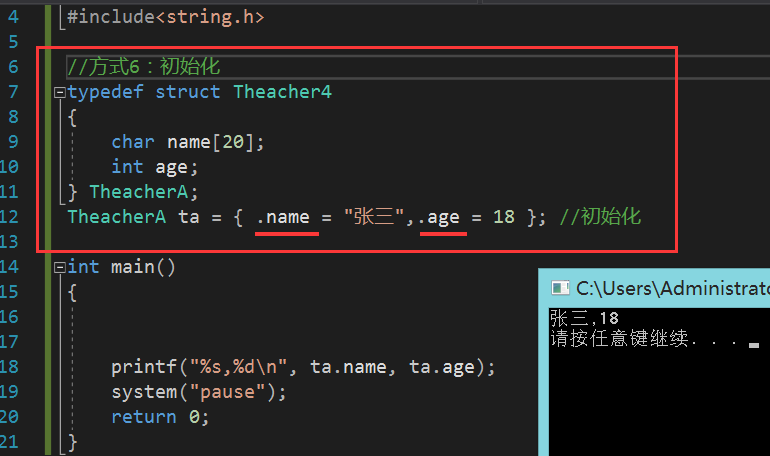 4 #include<string.h>
5
6 //方式6：初始化
7 typedef struct Theacher4
8 {
9 char name[20];
10 int age;
11 } TheacherA;
12 TheacherA ta = { .name = "张三",.age = 18 }; //初始化
13
14 int main()
15 {
16
17
18 printf("%s,%d\n", ta.name, ta.age);
19 system("pause");
20 return 0;
21 }
C:\Users\Administrato
张三,18
请按任意键继续. . .